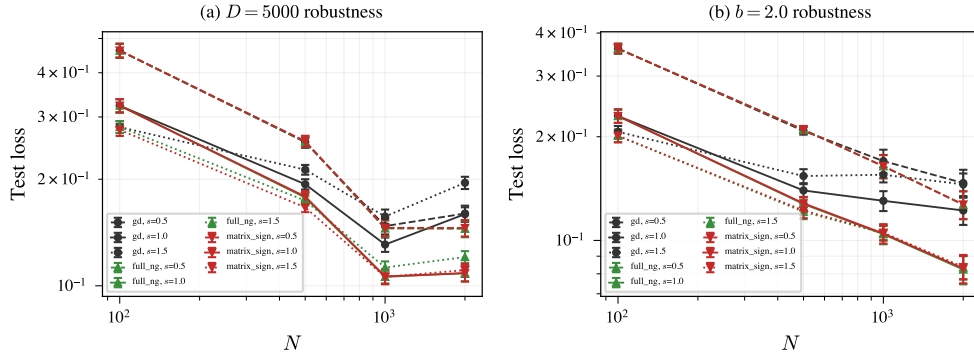 (a) D = 5000 robustness
Test loss
4 × 10⁻¹
3 × 10⁻¹
2 × 10⁻¹
10⁻¹
gd, s=0.5
gd, s=1.0
gd, s=1.5
full_ng, s=0.5
full_ng, s=1.0
full_ng, s=1.5
matrix_sign, s=0.5
matrix_sign, s=1.0
matrix_sign, s=1.5
10² 10³
N
(b) b = 2.0 robustness
Test loss
4 × 10⁻¹
3 × 10⁻¹
2 × 10⁻¹
10⁻¹
gd, s=0.5
gd, s=1.0
gd, s=1.5
full_ng, s=0.5
full_ng, s=1.0
full_ng, s=1.5
matrix_sign, s=0.5
matrix_sign, s=1.0
matrix_sign, s=1.5
10² 10³
N